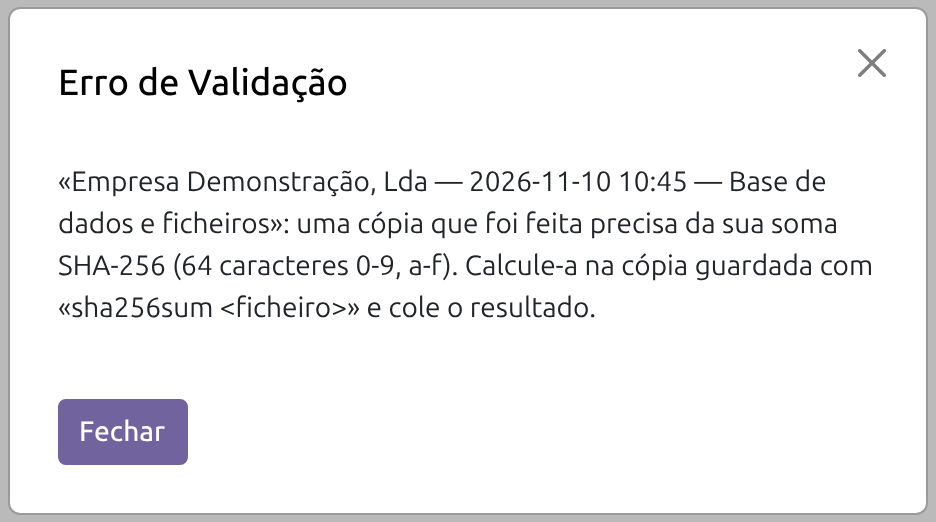 Erro de Validação
«Empresa Demonstração, Lda — 2026-11-10 10:45 — Base de
dados e ficheiros»: uma cópia que foi feita precisa da sua soma
SHA-256 (64 caracteres 0-9, a-f). Calcule-a na cópia guardada com
«sha256sum <ficheiro>» e cole o resultado.
Fechar